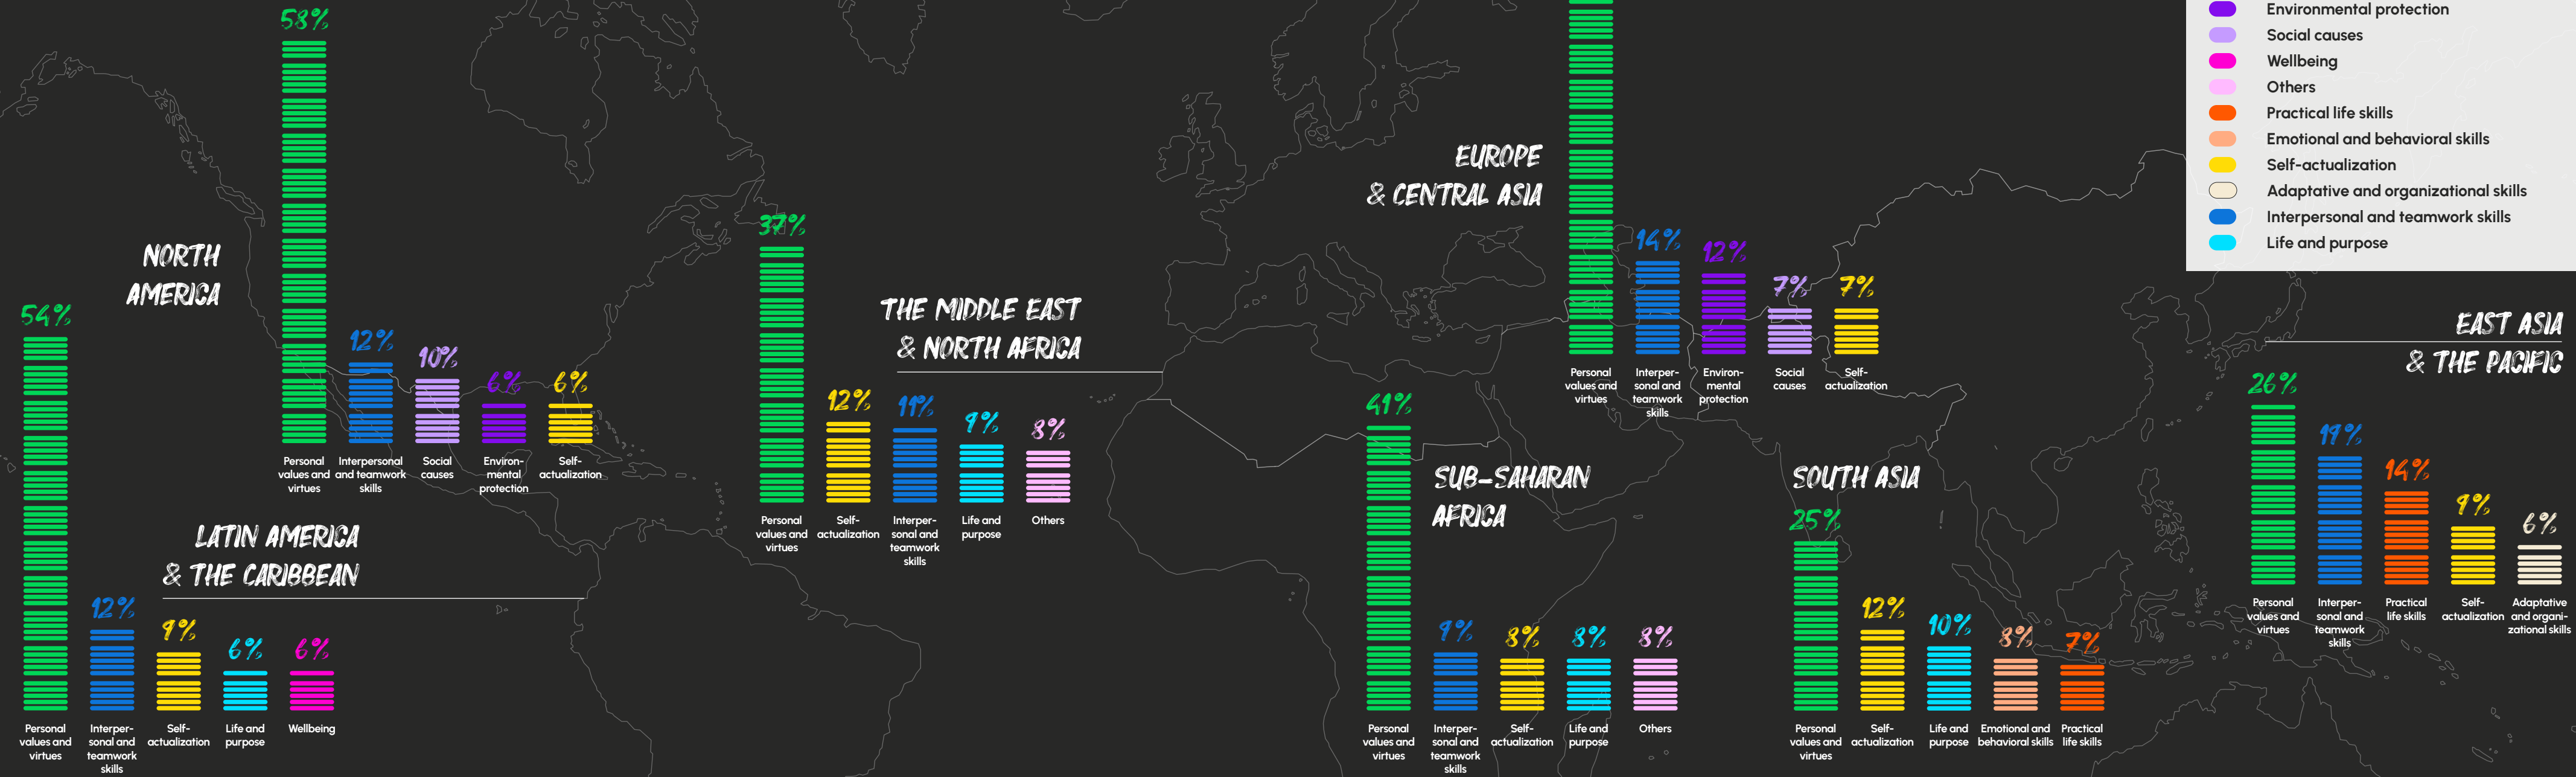 58%
NORTH
AMERICA
12%
10%
6%
6%
Personal
values and
virtues
Interpersonal
and teamwork
skills
Social
causes
Environ-
mental
protection
Self-
actualization
54%
LATIN AMERICA
& THE CARIBBEAN
12%
9%
6%
6%
Personal
values and
virtues
Interper-
sonal and
teamwork
skills
Self-
actualization
Life and
purpose
Wellbeing
37%
THE MIDDLE EAST
& NORTH AFRICA
12%
11%
9%
8%
Personal
values and
virtues
Self-
actualization
Interper-
sonal and
teamwork
skills
Life and
purpose
Others
EUROPE
& CENTRAL ASIA
14%
12%
7%
7%
Personal
values and
virtues
Interper-
sonal and
teamwork
skills
Environ-
mental
protection
Social
causes
Self-
actualization
41%
SUB-SAHARAN
AFRICA
9%
8%
8%
8%
Personal
values and
virtues
Interper-
sonal and
teamwork
skills
Self-
actualization
Life and
purpose
Others
SOUTH ASIA
25%
12%
10%
8%
7%
Personal
values and
virtues
Self-
actualization
Life and
purpose
Emotional and
behavioral skills
Practical
life skills
Environmental protection
Social causes
Wellbeing
Others
Practical life skills
Emotional and behavioral skills
Self-actualization
Adaptative and organizational skills
Interpersonal and teamwork skills
Life and purpose
EAST ASIA
& THE PACIFIC
26%
19%
14%
9%
6%
Personal
values and
virtues
Interper-
sonal and
teamwork
skills
Practical
life skills
Self-
actualization
Adaptative
and organi-
zational skills